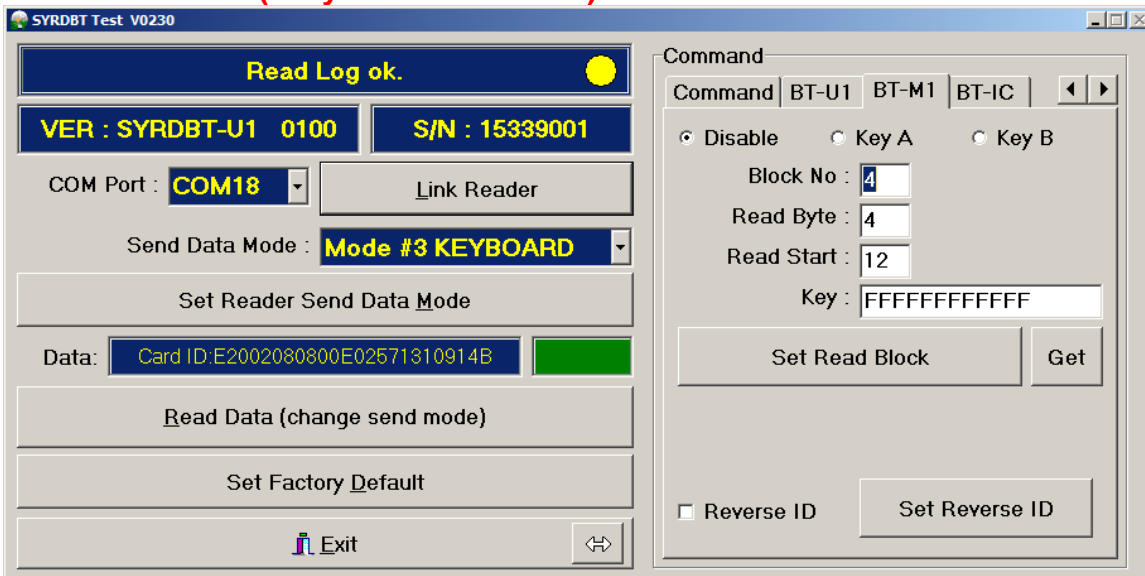 SYRDBT Test V0230
Read Log ok.
VER : SYRDBT-U1 0100
S/N : 15339001
COM Port : COM18
Link Reader
Send Data Mode : Mode #3 KEYBOARD
Set Reader Send Data Mode
Data: Card ID:E2002080800E02571310914B
Read Data (change send mode)
Set Factory Default
Exit
Command
Command BT-U1 BT-M1 BT-IC
Disable Key A Key B
Block No : 4
Read Byte : 4
Read Start : 12
Key : FFFFFFFFFFFF
Set Read Block Get
Reverse ID Set Reverse ID